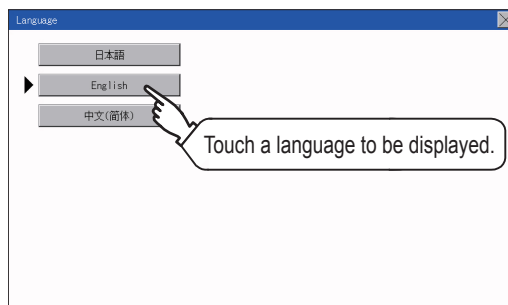 Language
日本語
English
中文(简体)
Touch a language to be displayed.